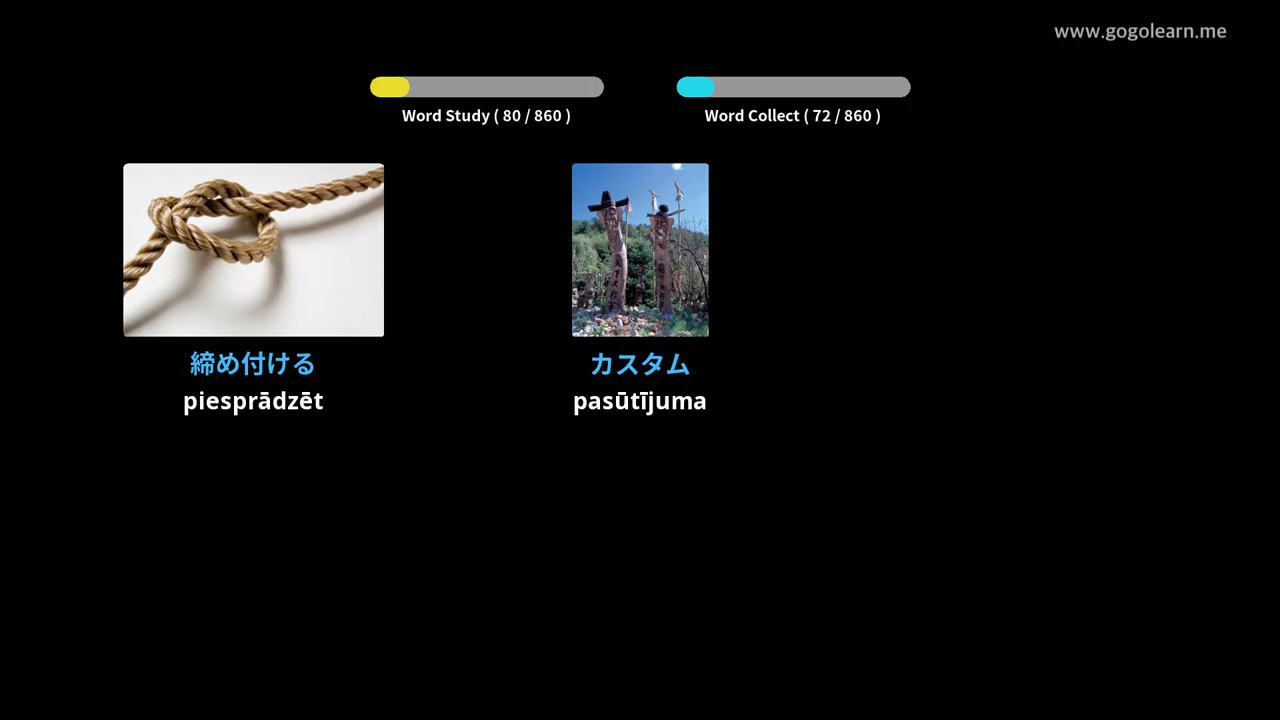 www.gogolearn.me
Word Study ( 80 / 860 )
Word Collect ( 72 / 860 )
締め付ける
piesprādzēt
カスタム
pasūtījuma